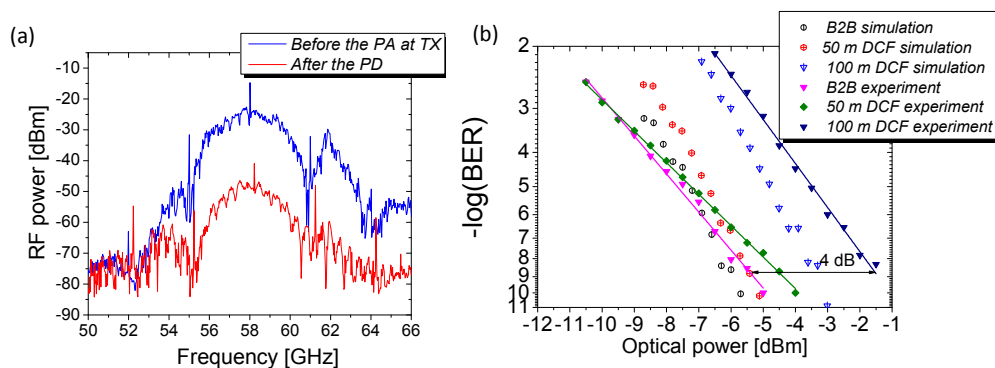 (a)
Before the PA at TX
After the PD
RF power [dBm]
-10
-20
-30
-40
-50
-60
-70
-80
-90
50 52 54 56 58 61 62 64 66
Frequency [GHz]
(b)
B2B simulation
50 m DCF simulation
100 m DCF simulation
B2B experiment
50 m DCF experiment
100 m DCF experiment
-log(BER)
2
3
4
5
6
7
8
9
10
11
4 dB
-12 -11 -10 -9 -8 -7 -6 -5 -4 -3 -2 -1
Optical power [dBm]